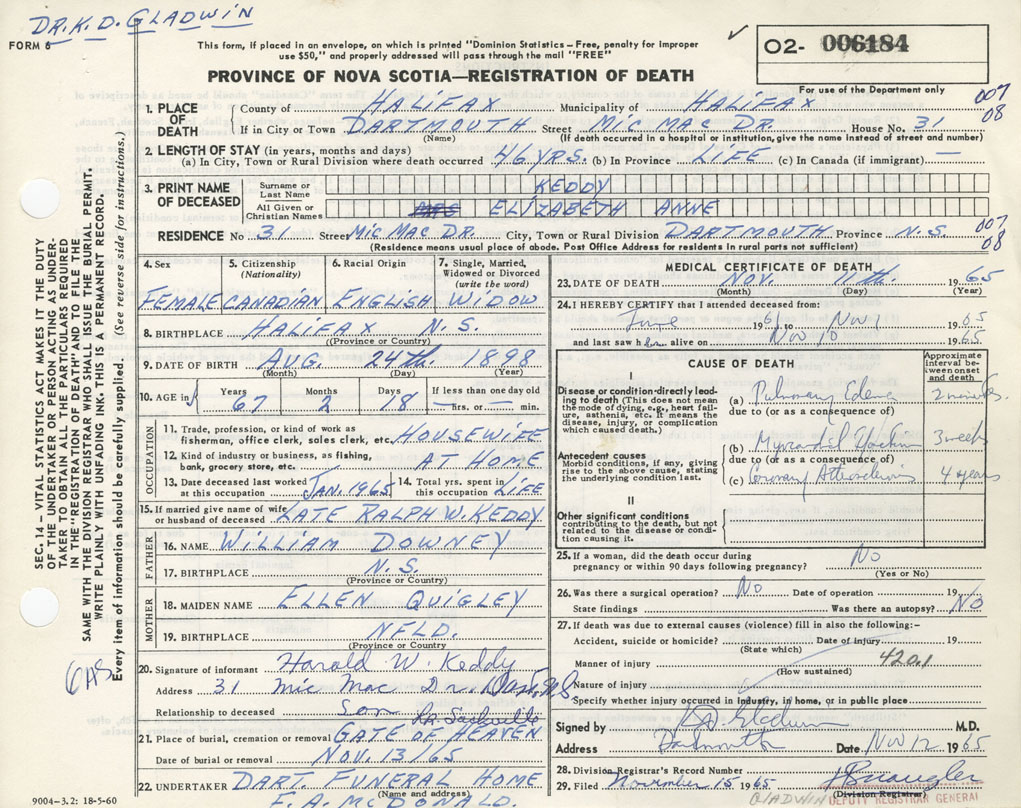 DR. K. D. GLADWIN
FORM 6
This form, if placed in an envelope, on which is printed "Dominion Statistics – Free, penalty for improper
use $50," and properly addressed will pass through the mail "FREE"
PROVINCE OF NOVA SCOTIA—REGISTRATION OF DEATH
O2- 006184
For use of the Department only
007
08
1. PLACE OF DEATH
County of HALIFAX Municipality of HALIFAX
If in City or Town DARTMOUTH Street MIC MAC DR. House No. 31
(Name) (If death occurred in a hospital or institution, give the name instead of street and number)
2. LENGTH OF STAY (in years, months and days)
(a) In City, Town or Rural Division where death occurred 46 YRS. (b) In Province LIFE (c) In Canada (if immigrant) —
3. PRINT NAME OF DECEASED
Surname or Last Name KEDDY
All Given or Christian Names MRS ELIZABETH ANNE
RESIDENCE No 31 Street MIC MAC DR. City, Town or Rural Division DARTMOUTH Province N.S.
007
08
(Residence means usual place of abode. Post Office Address for residents in rural parts not sufficient)
4. Sex 5. Citizenship (Nationality) 6. Racial Origin 7. Single, Married, Widowed or Divorced (write the word)
FEMALE CANADIAN ENGLISH WIDOW
8. BIRTHPLACE HALIFAX N.S.
(Province or Country)
9. DATE OF BIRTH AUG. 24th. 1898
(Month) (Day) (Year)
10. AGE in Years Months Days If less than one day old
67 2 18 — hrs. or — min.
OCCUPATION
11. Trade, profession, or kind of work as
fisherman, office clerk, sales clerk, etc. HOUSEWIFE
12. Kind of industry or business, as fishing,
bank, grocery store, etc. AT HOME
13. Date deceased last worked at this occupation JAN. 1965 14. Total yrs. spent in this occupation LIFE
15. If married give name of wife
or husband of deceased LATE RALPH W. KEDDY
FATHER
16. NAME WILLIAM DOWNEY
17. BIRTHPLACE N.S.
(Province or Country)
MOTHER
18. MAIDEN NAME ELLEN QUIGLEY
19. BIRTHPLACE NFLD.
(Province or Country)
20. Signature of informant Harold W. Keddy
Address 31 Mic Mac Dr. Dart. N.S
Relationship to deceased Son
Lr. Sackville
21. Place of burial, cremation or removal GATE OF HEAVEN
Date of burial or removal NOV. 13/65
22. UNDERTAKER DART. FUNERAL HOME
(Name and address)
F. A. McDONALD.
9004–3.2: 18-5-60
MEDICAL CERTIFICATE OF DEATH
23. DATE OF DEATH NOV. 11th. 1965
(Month) (Day) (Year)
24. I HEREBY CERTIFY that I attended deceased from:
June 1961 to Nov 1965
and last saw her alive on Nov 10 1965
CAUSE OF DEATH
Approximate interval between onset and death
I
Disease or condition directly leading to death (This does not mean
the mode of dying, e.g., heart failure, asthenia, etc. It means the
disease, injury, or complication which caused death.)
(a) Pulmonary Edema 2 minutes
due to (or as a consequence of)
Antecedent causes
Morbid conditions, if any, giving rise to the above cause, stating the underlying condition last.
(b) Myocardial 3 weeks
due to (or as a consequence of)
(c) Coronary 4 years
II
Other significant conditions
contributing to the death, but not related to the disease or condition causing it.
25. If a woman, did the death occur during
pregnancy or within 90 days following pregnancy? No
(Yes or No)
26. Was there a surgical operation? No Date of operation 19
State findings Was there an autopsy? No
27. If death was due to external causes (violence) fill in also the following:–
Accident, suicide or homicide? Date of injury 19
(State which)
Manner of injury 420.1
(How sustained)
Nature of injury
Specify whether injury occurred in industry, in home, or in public place
Signed by K.D. Gladwin M.D.
Address Dartmouth Date Nov 12 1965
28. Division Registrar's Record Number
29. Filed November 15 1965
(Division Registrar)
GLADWIN DEPUTY REGISTRAR GENERAL
SEC. 14 – VITAL STATISTICS ACT MAKES IT THE DUTY
OF THE UNDERTAKER OR PERSON ACTING AS UNDER-
TAKER TO OBTAIN ALL THE PARTICULARS REQUIRED
IN THE "REGISTRATION OF DEATH" AND TO FILE THE
SAME WITH THE DIVISION REGISTRAR WHO SHALL ISSUE THE BURIAL PERMIT.
WRITE PLAINLY WITH UNFADING INK. THIS IS A PERMANENT RECORD.
Every item of information should be carefully supplied. (See reverse side for instructions.)